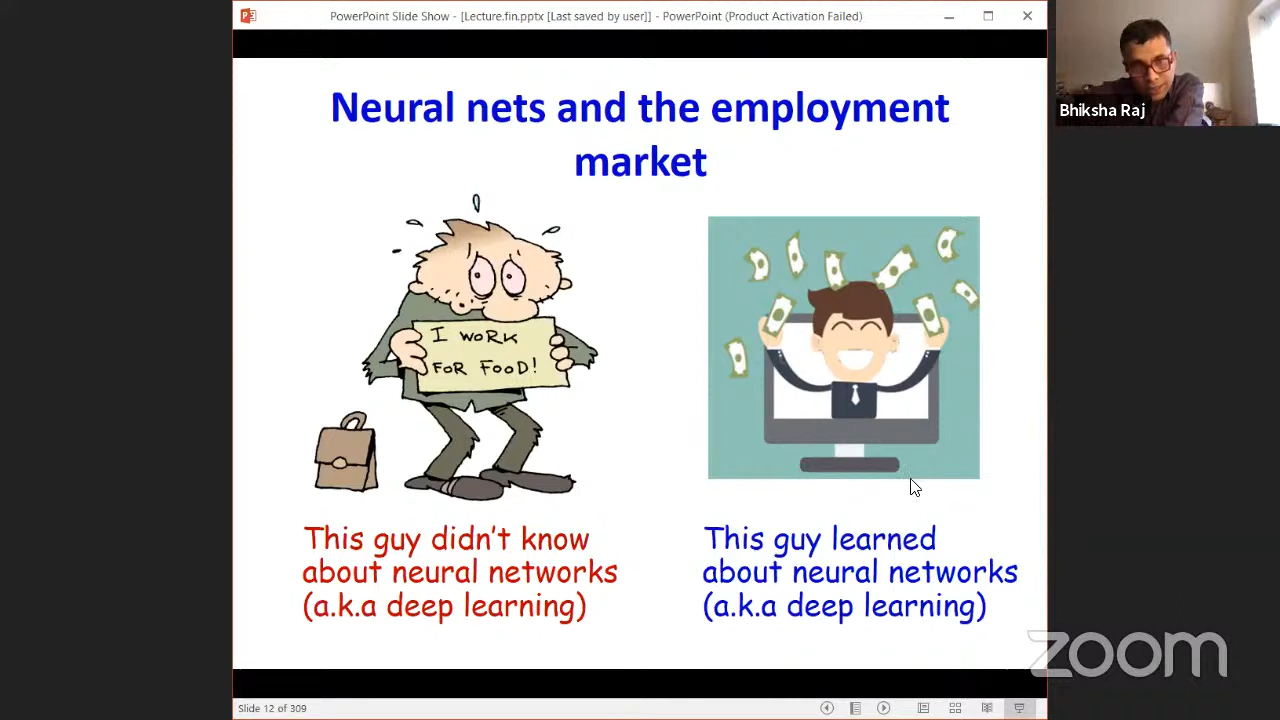 PowerPoint Slide Show - [Lecture.fin.pptx [Last saved by user]] - PowerPoint (Product Activation Failed)
Bhiksha Raj
Neural nets and the employment
market
I WORK
FOR FOOD!
This guy didn't know
about neural networks
(a.k.a deep learning)
This guy learned
about neural networks
(a.k.a deep learning)
zoom
Slide 12 of 309